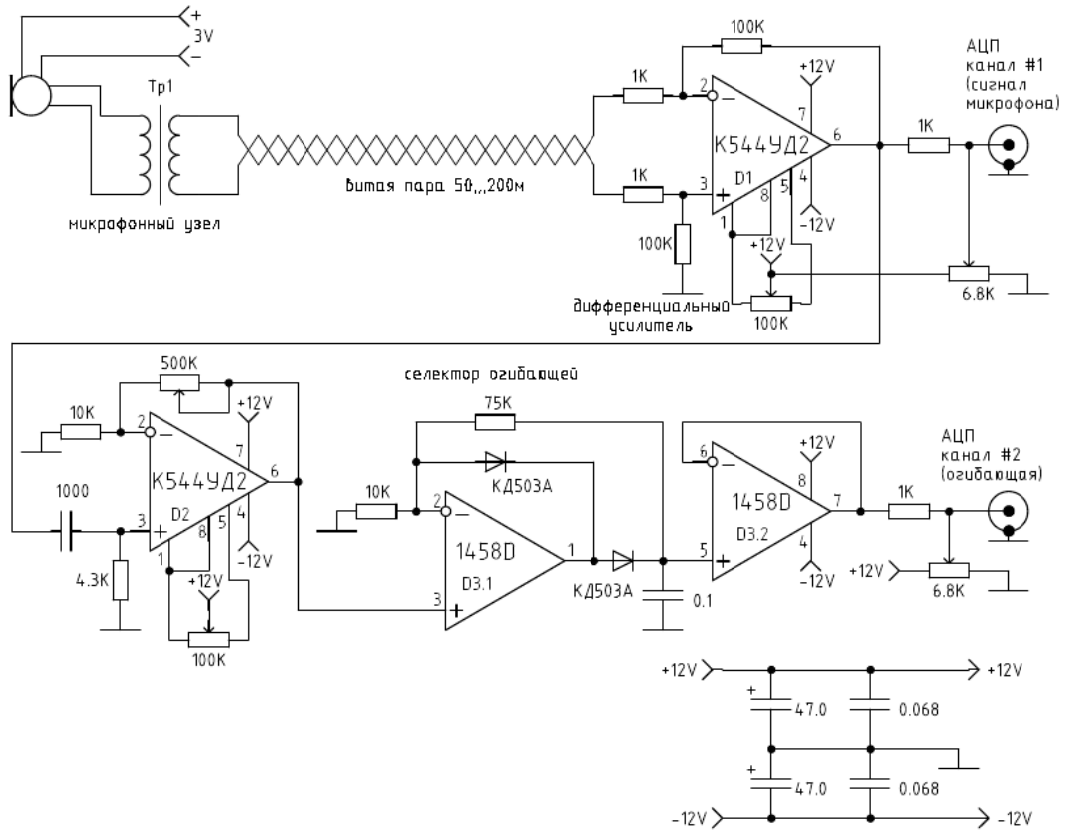 +
3V
−
Тр1
микрафонный узел
Витая пара 50,,,200м
1K
1K
100K
100K
2
−
3
+
К544УД2
D1
1
8
5
4
7
6
+12V
-12V
+12V
100K
дифференциальный
усилитель
1K
6.8K
АЦП
канал #1
(сигнал
микрофона)
500K
10K
1000
4.3K
2
−
3
+
К544УД2
D2
1
8
5
4
7
6
+12V
-12V
+12V
100K
селектор огибающей
75K
КД503А
10K
2
−
3
+
1458D
D3.1
1
КД503А
0.1
6
−
5
+
1458D
D3.2
8
4
7
+12V
-12V
1K
+12V
6.8K
АЦП
канал #2
(огибающая)
+12V
+12V
+
47.0
0.068
+
47.0
0.068
-12V
-12V